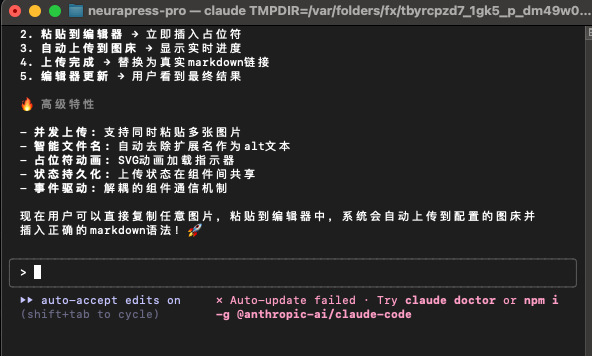 neurapress-pro — claude TMPDIR=/var/folders/fx/tbyrcpzd7_1gk5_p_dm49w0...
2. 粘贴到编辑器 → 立即插入占位符
3. 自动上传到图床 → 显示实时进度
4. 上传完成 → 替换为真实markdown链接
5. 编辑器更新 → 用户看到最终结果
🔥 高级特性
– 并发上传: 支持同时粘贴多张图片
– 智能文件名: 自动去除扩展名作为alt文本
– 占位符动画: SVG动画加载指示器
– 状态持久化: 上传状态在组件间共享
– 事件驱动: 解耦的组件通信机制
现在用户可以直接复制任意图片, 粘贴到编辑器中, 系统会自动上传到配置的图床并
插入正确的markdown语法! 🚀
>
⏵⏵ auto-accept edits on
(shift+tab to cycle)
× Auto-update failed · Try claude doctor or npm i
-g @anthropic-ai/claude-code